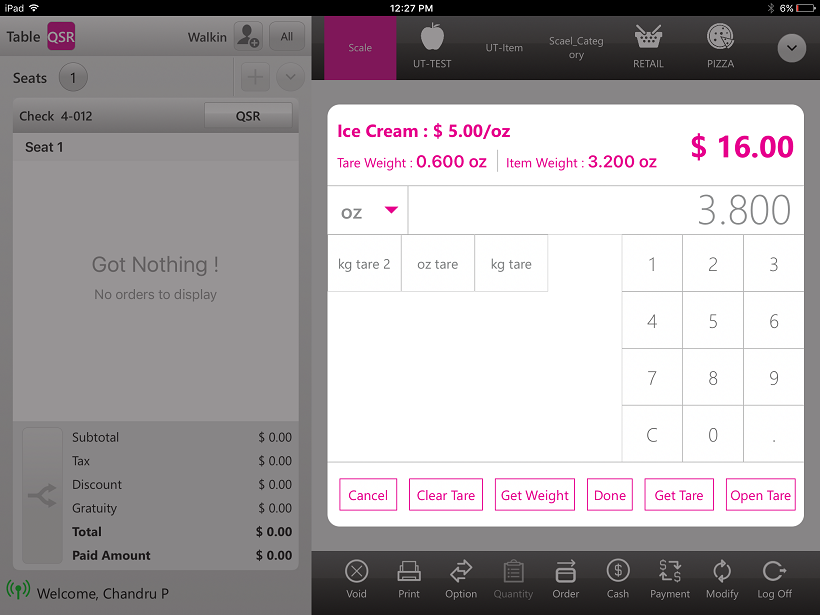 iPad 12:27 PM 6%
Table QSR Walkin All
Seats 1
Check 4-012 QSR
Seat 1
Got Nothing !
No orders to display
Subtotal $ 0.00
Tax $ 0.00
Discount $ 0.00
Gratuity $ 0.00
Total $ 0.00
Paid Amount $ 0.00
Welcome, Chandru P
Scale UT-TEST UT-Item Scael_Categ
ory RETAIL PIZZA
Ice Cream : $ 5.00/oz
Tare Weight : 0.600 oz Item Weight : 3.200 oz
$ 16.00
oz 3.800
kg tare 2 oz tare kg tare
1 2 3
4 5 6
7 8 9
C 0 .
Cancel Clear Tare Get Weight Done Get Tare Open Tare
Void Print Option Quantity Order Cash Payment Modify Log Off